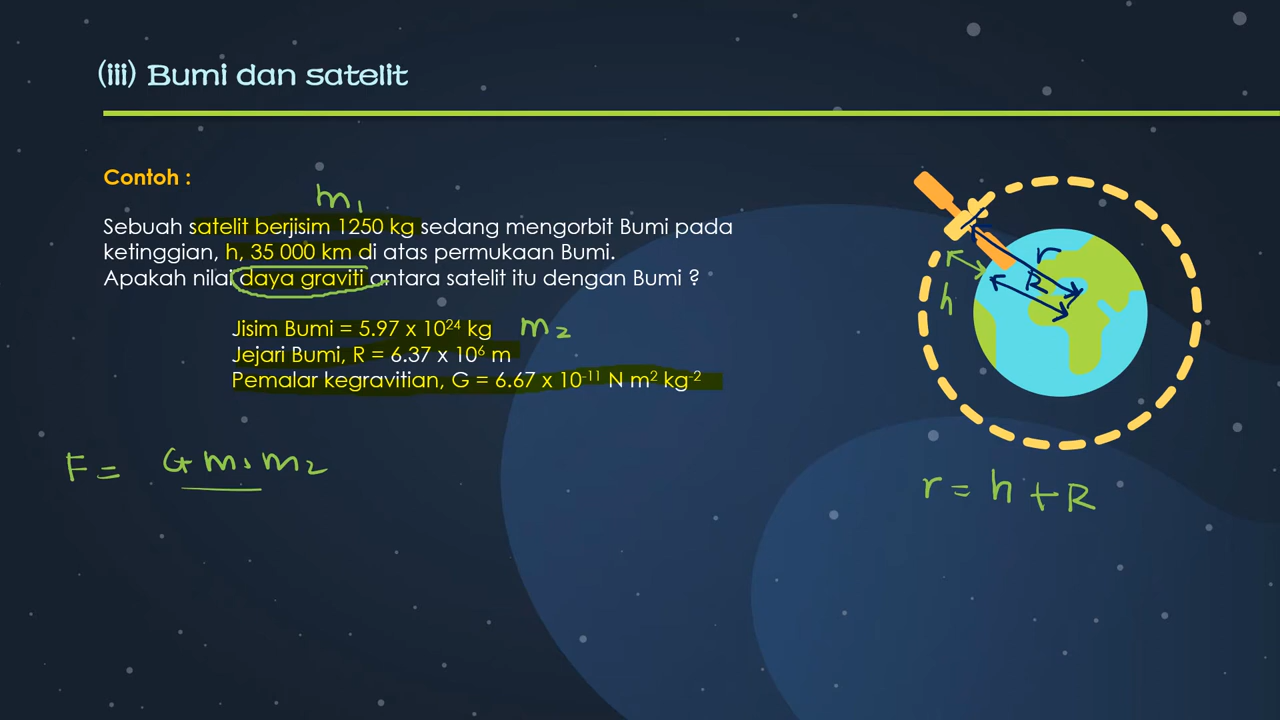 (iii) Bumi dan satelit
Contoh :
m₁
Sebuah satelit berjisim 1250 kg sedang mengorbit Bumi pada
ketinggian, h, 35 000 km di atas permukaan Bumi.
Apakah nilai daya graviti antara satelit itu dengan Bumi ?
Jisim Bumi = 5.97 x 10²⁴ kg m₂
Jejari Bumi, R = 6.37 x 10⁶ m
Pemalar kegravitian, G = 6.67 x 10⁻¹¹ N m² kg⁻²
F = G m₁ m₂
r
R
h
r = h + R